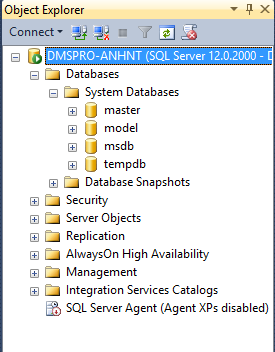 Object Explorer
Connect
DMSPRO-ANHNT (SQL Server 12.0.2000 - D
Databases
System Databases
master
model
msdb
tempdb
Database Snapshots
Security
Server Objects
Replication
AlwaysOn High Availability
Management
Integration Services Catalogs
SQL Server Agent (Agent XPs disabled)